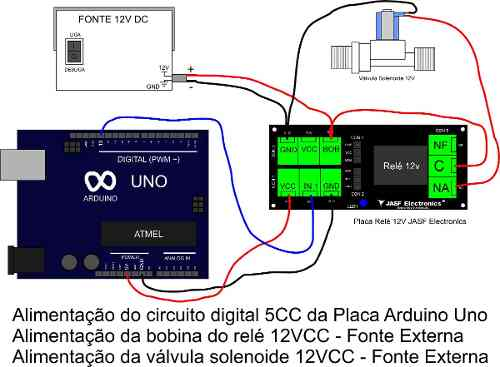 FONTE 12V DC
LIGA
DESLIGA
12V
GND
+
-
Válvula Solenoide 12V
DIGITAL (PWM ~)
UNO
ARDUINO
ATMEL
POWER
ANALOG IN
GND
VCC
BOB
VCC
IN 1
GND
Relé 12v
NF
C
NA
JASF Electronics
Placa Relé 12V JASF Electronics
Alimentação do circuito digital 5CC da Placa Arduino Uno
Alimentação da bobina do relé 12VCC - Fonte Externa
Alimentação da válvula solenoide 12VCC - Fonte Externa